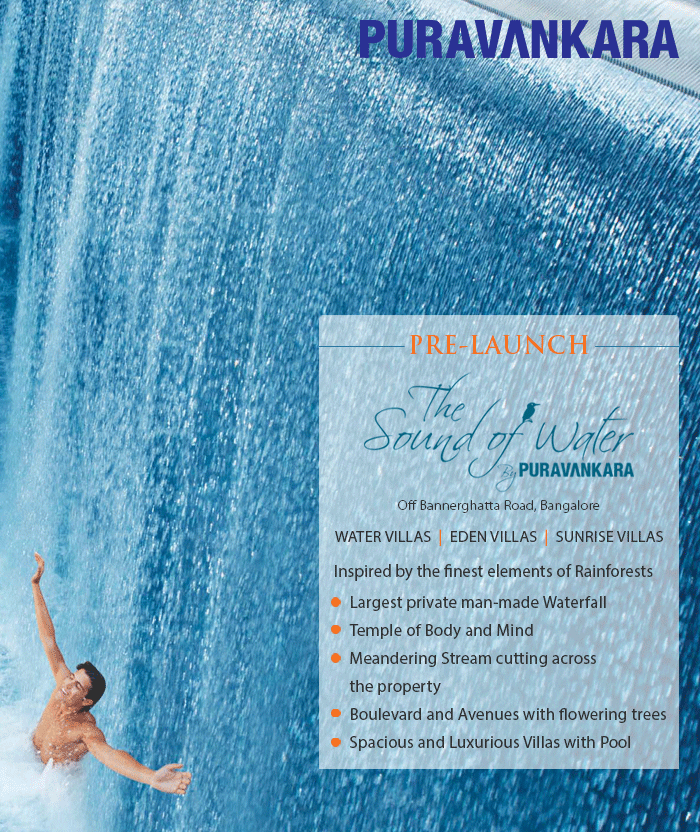 PURAVANKARA
PRE-LAUNCH
The
Sound of Water
By PURAVANKARA
Off Bannerghatta Road, Bangalore
WATER VILLAS | EDEN VILLAS | SUNRISE VILLAS
Inspired by the finest elements of Rainforests
Largest private man-made Waterfall
Temple of Body and Mind
Meandering Stream cutting across
the property
Boulevard and Avenues with flowering trees
Spacious and Luxurious Villas with Pool